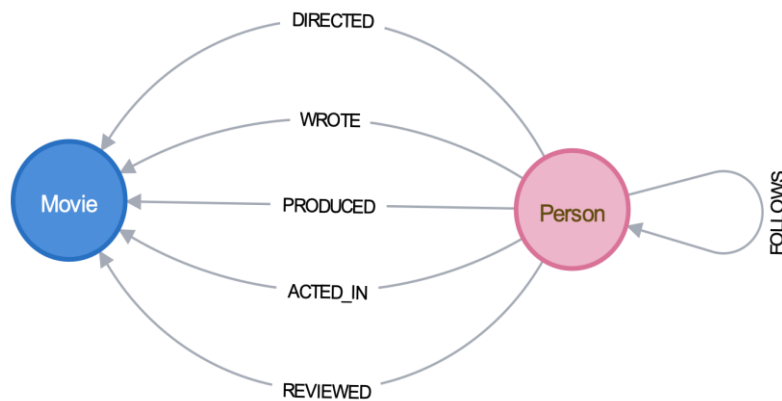 DIRECTED
WROTE
Movie
PRODUCED
Person
FOLLOWS
ACTED_IN
REVIEWED